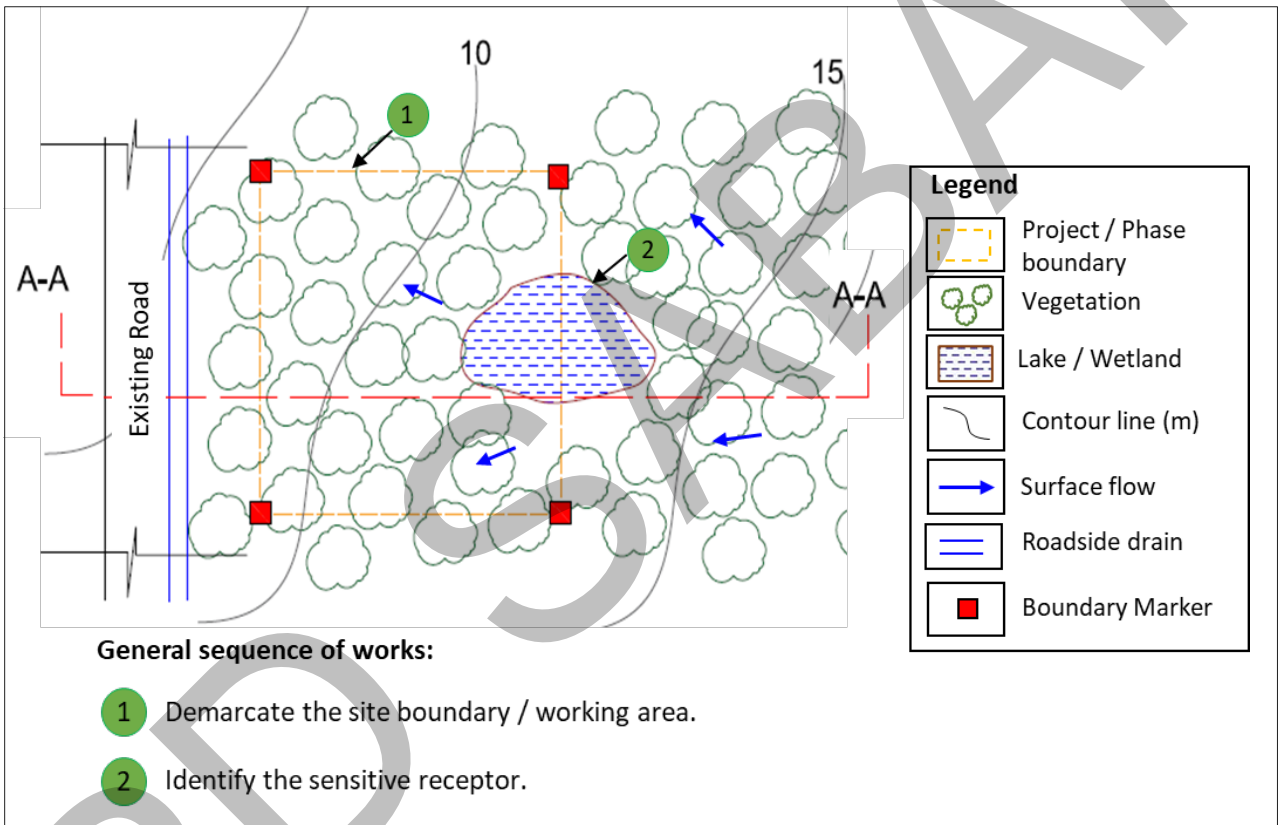 10
15
1
2
A-A
A-A
Existing Road
Legend
Project / Phase
boundary
Vegetation
Lake / Wetland
Contour line (m)
Surface flow
Roadside drain
Boundary Marker
General sequence of works:
1 Demarcate the site boundary / working area.
2 Identify the sensitive receptor.